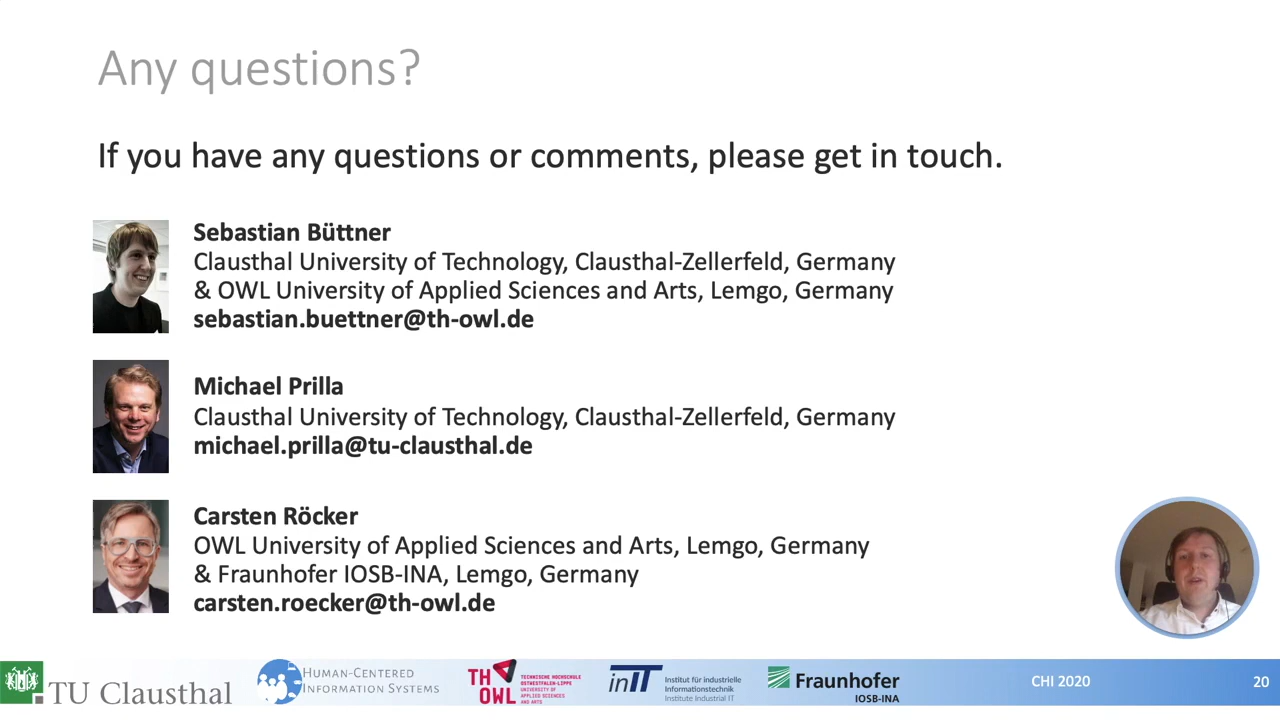 Any questions?
If you have any questions or comments, please get in touch.
Sebastian Büttner
Clausthal University of Technology, Clausthal-Zellerfeld, Germany
& OWL University of Applied Sciences and Arts, Lemgo, Germany
sebastian.buettner@th-owl.de
Michael Prilla
Clausthal University of Technology, Clausthal-Zellerfeld, Germany
michael.prilla@tu-clausthal.de
Carsten Röcker
OWL University of Applied Sciences and Arts, Lemgo, Germany
& Fraunhofer IOSB-INA, Lemgo, Germany
carsten.roecker@th-owl.de
TU Clausthal
HUMAN-CENTERED
INFORMATION SYSTEMS
TH
OWL
TECHNISCHE HOCHSCHULE
OSTWESTFALEN-LIPPE
UNIVERSITY OF
APPLIED SCIENCES
AND ARTS
inIT
Institut für industrielle
Informationstechnik
Institute Industrial IT
Fraunhofer
IOSB-INA
CHI 2020
20